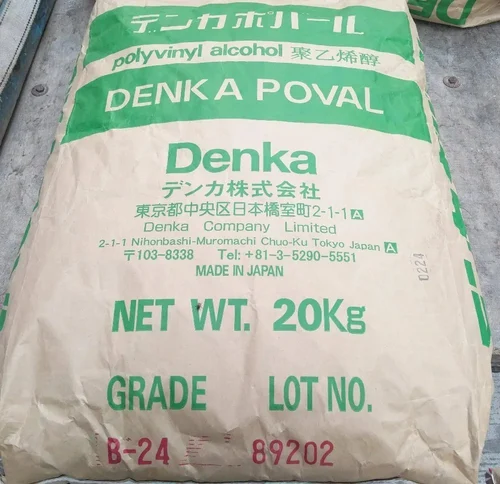 デンカポバール
polyvinyl alcohol 聚乙烯醇
DENKA POVAL
Denka
デンカ株式会社
東京都中央区日本橋室町2-1-1 A
Denka Company Limited
2-1-1 Nihonbashi-Muromachi Chuo-Ku Tokyo Japan A
〒103-8338 Tel: +81-3-5290-5551
MADE IN JAPAN
0224
NET WT. 20Kg
GRADE LOT NO.
B-24 89202
DENK